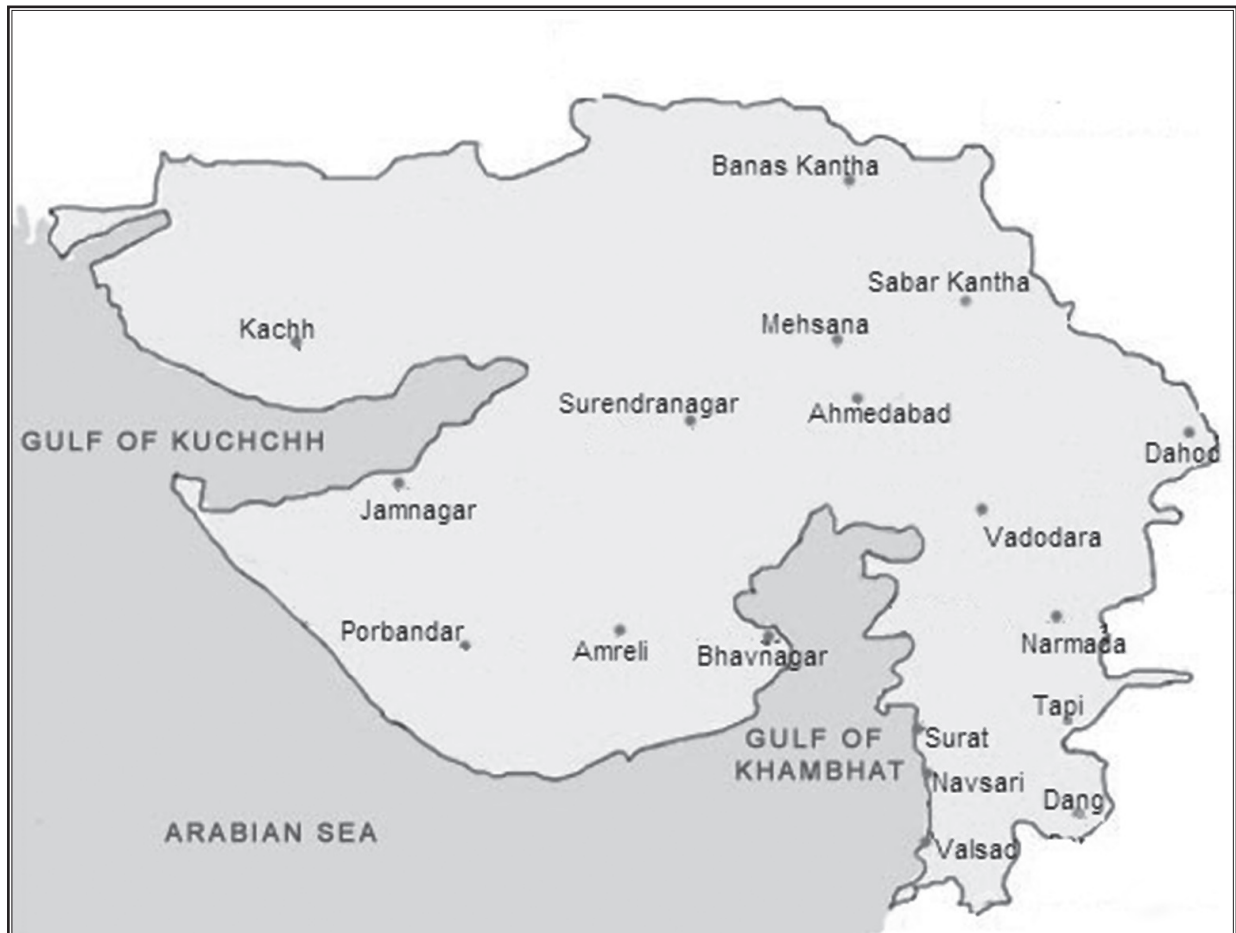 Banas Kantha
Sabar Kantha
Mehsana
Kachh
Surendranagar
Ahmedabad
GULF OF KUCHCHH
Dahod
Jamnagar
Vadodara
Porbandar
Amreli
Bhavnagar
Narmada
Tapi
GULF OF
KHAMBHAT
Surat
Navsari
Dang
ARABIAN SEA
Valsad